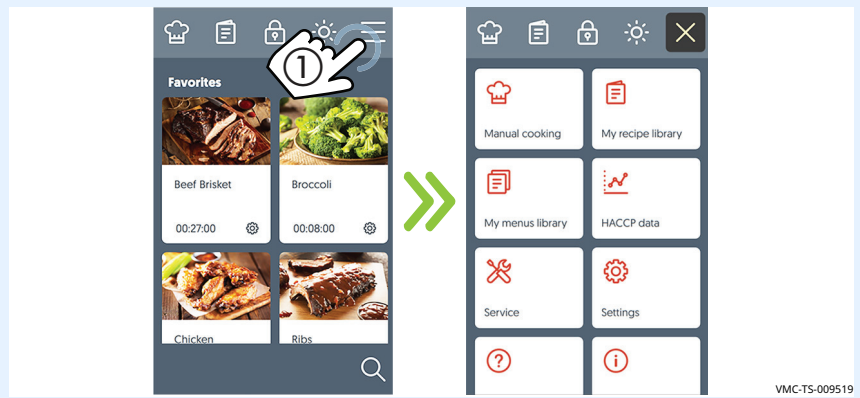 ①
Favorites
Beef Brisket
Broccoli
00:27:00
00:08:00
Chicken
Ribs
Manual cooking
My recipe library
My menus library
HACCP data
Service
Settings
VMC-TS-009519